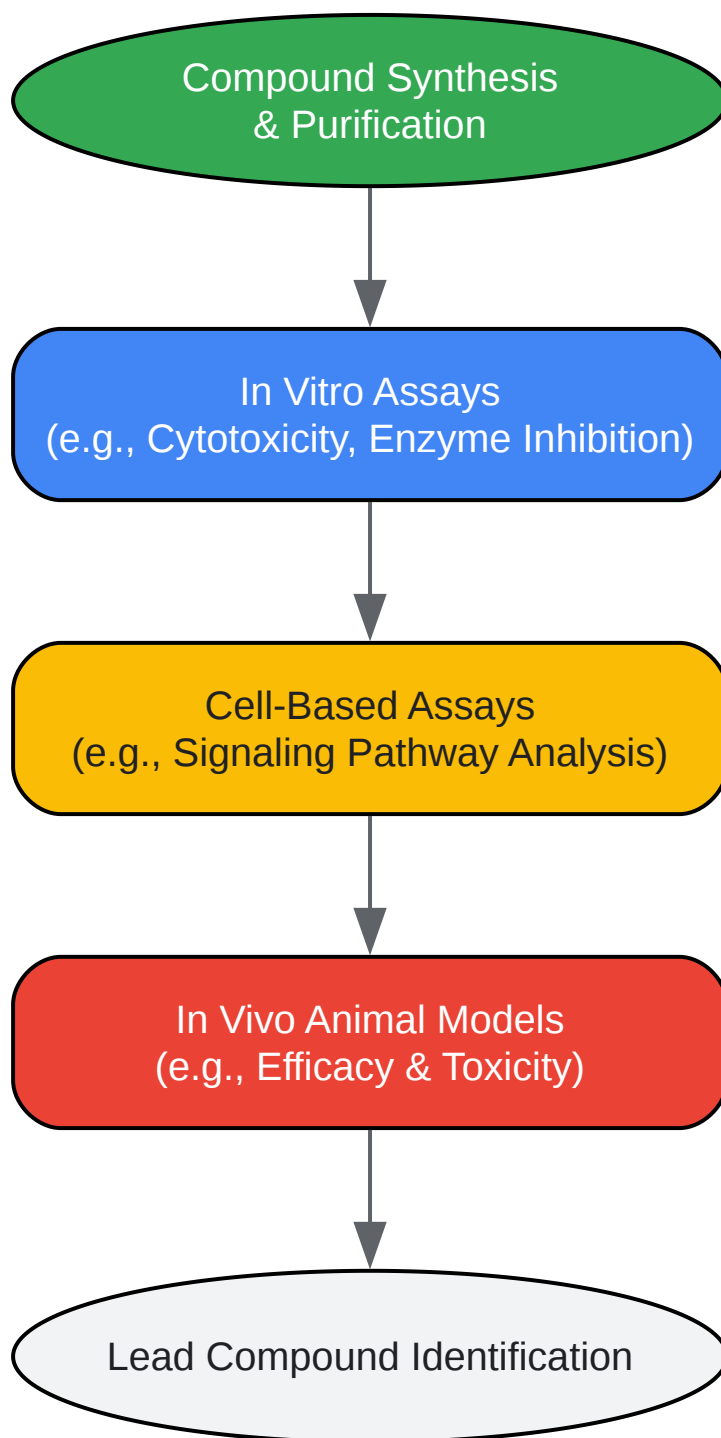 Compound Synthesis
& Purification
In Vitro Assays
(e.g., Cytotoxicity, Enzyme Inhibition)
Cell-Based Assays
(e.g., Signaling Pathway Analysis)
In Vivo Animal Models
(e.g., Efficacy & Toxicity)
Lead Compound Identification